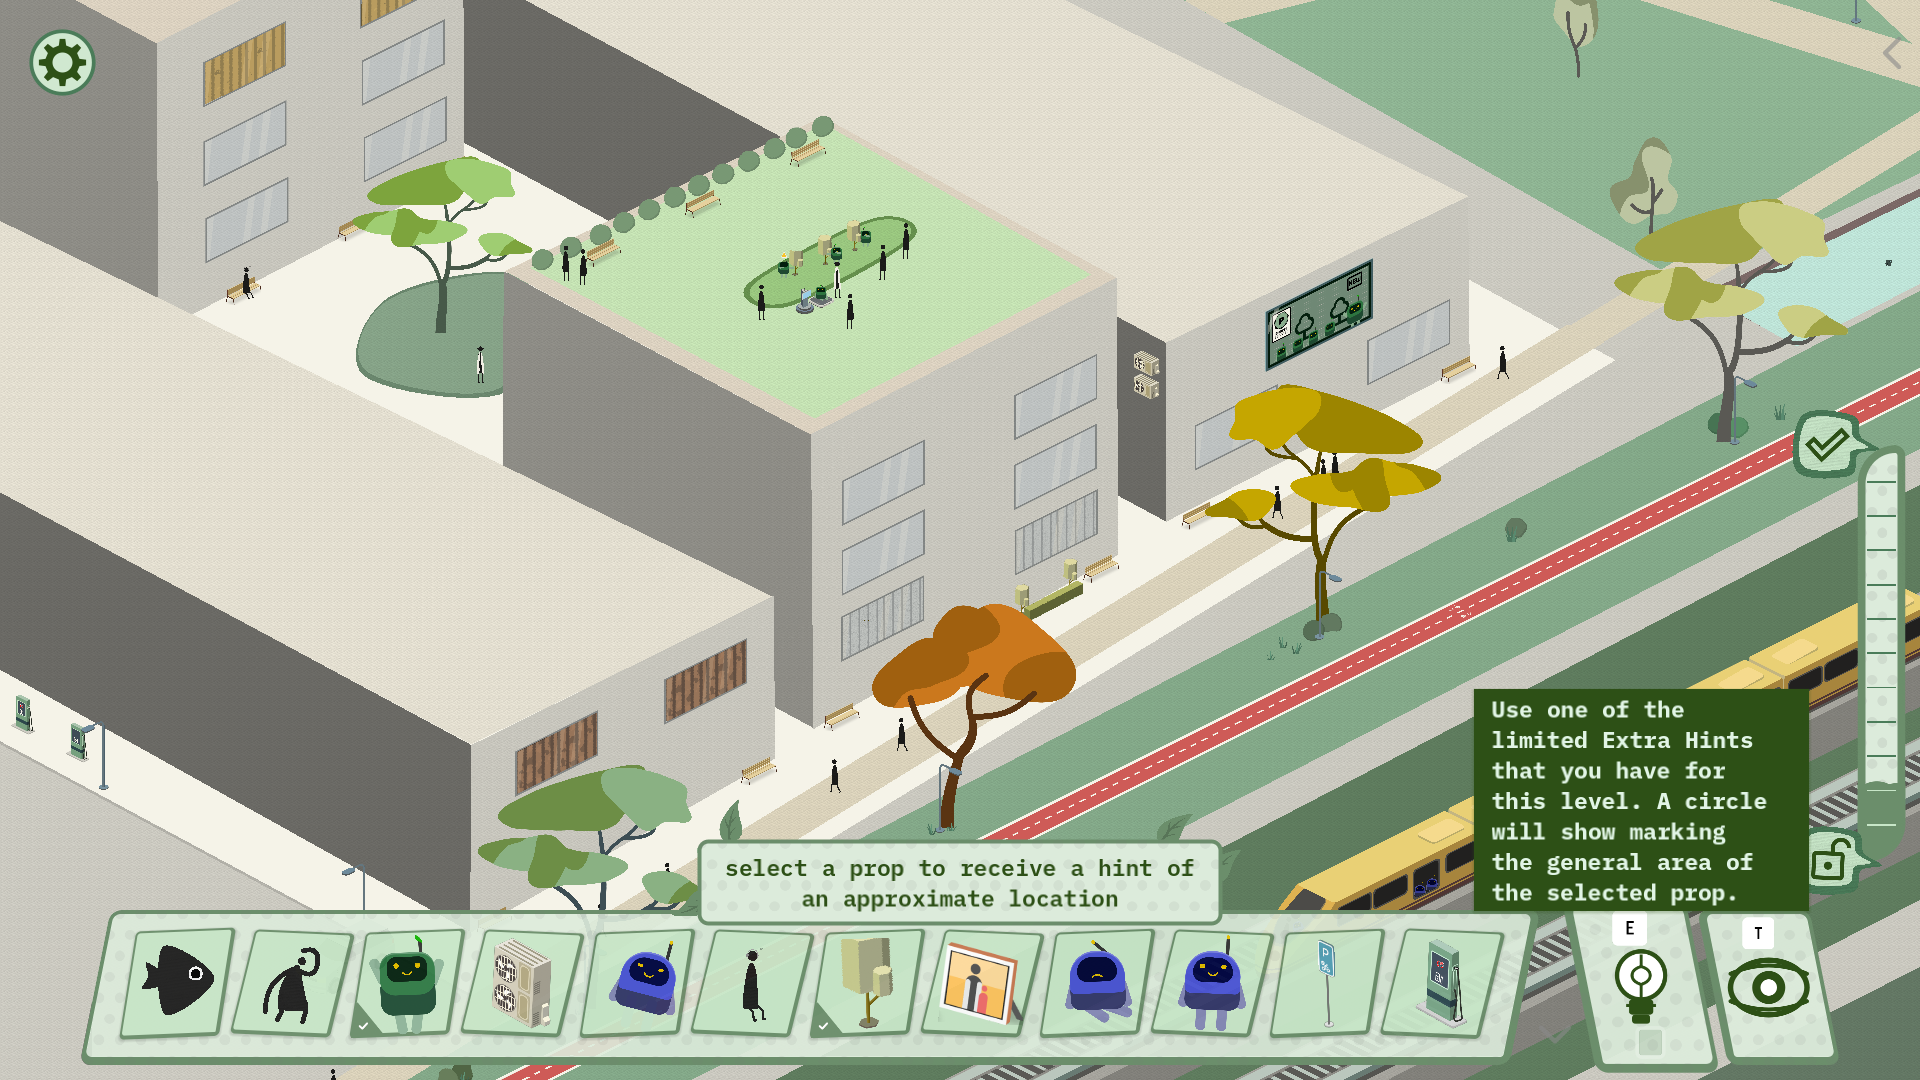 NEW
P
Use one of the
limited Extra Hints
that you have for
this level. A circle
will show marking
the general area of
the selected prop.
select a prop to receive a hint of
an approximate location
E
T
P